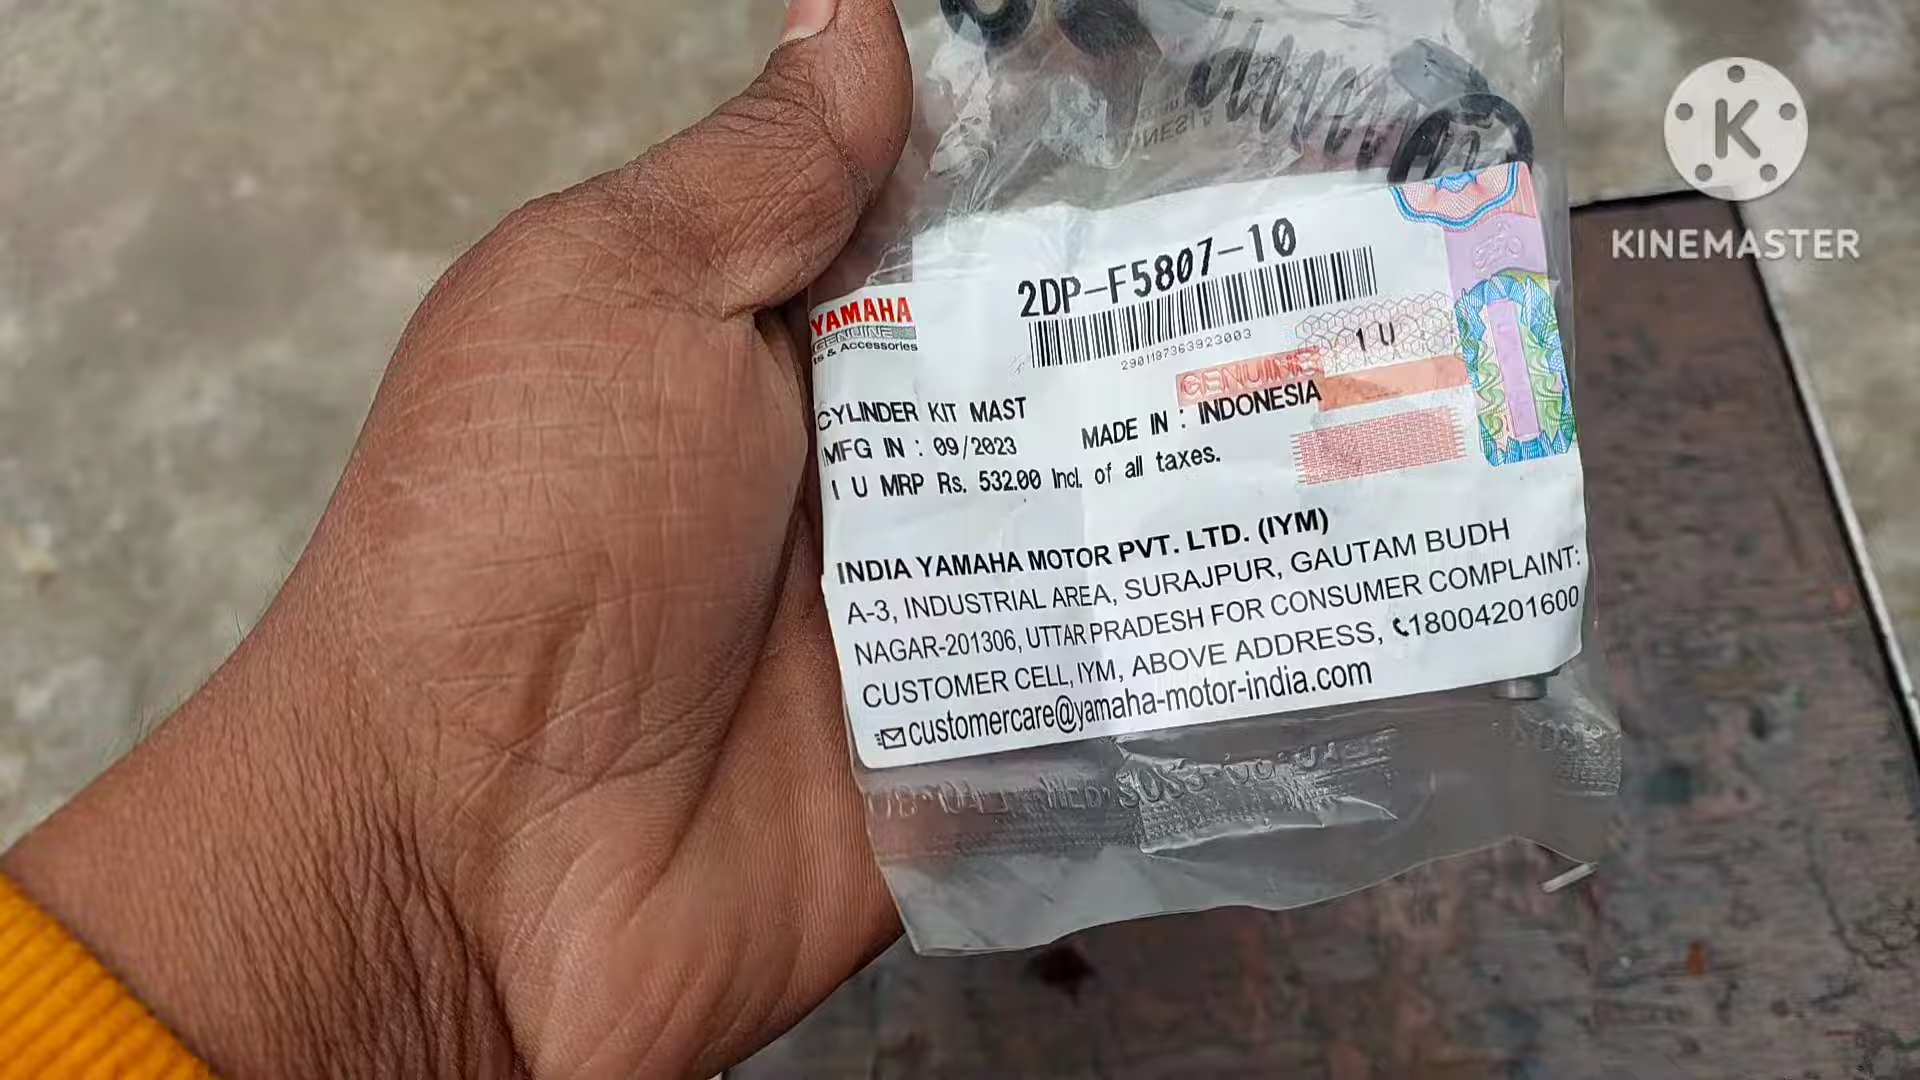 KINEMASTER
2DP-F5807-10
YAMAHA
GENUINE
ts & Accessories
2901187363923003
1 U
GENUINE
CYLINDER KIT MAST
MADE IN : INDONESIA
MFG IN : 09/2023
1 U MRP Rs. 532.00 Incl. of all taxes.
INDIA YAMAHA MOTOR PVT. LTD. (IYM)
A-3, INDUSTRIAL AREA, SURAJPUR, GAUTAM BUDH
NAGAR-201306, UTTAR PRADESH FOR CONSUMER COMPLAINT:
CUSTOMER CELL, IYM, ABOVE ADDRESS, 18004201600
customercare@yamaha-motor-india.com